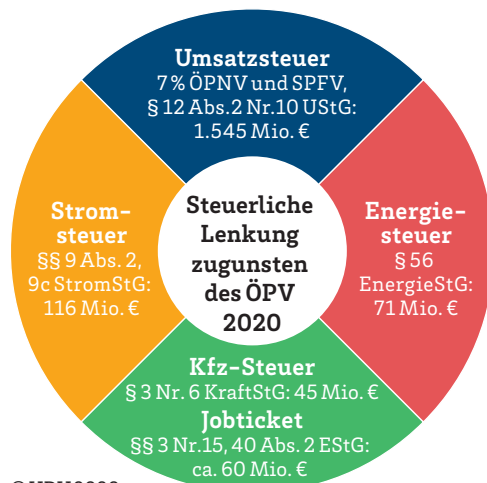 Umsatzsteuer
7 % ÖPNV und SPFV,
§ 12 Abs.2 Nr.10 UStG:
1.545 Mio. €
Strom-
steuer
§§ 9 Abs. 2,
9c StromStG:
116 Mio. €
Steuerliche
Lenkung
zugunsten
des ÖPV
2020
Energie-
steuer
§ 56
EnergieStG:
71 Mio. €
Kfz-Steuer
§ 3 Nr. 6 KraftStG: 45 Mio. €
Jobticket
§§ 3 Nr.15, 40 Abs. 2 EStG:
ca. 60 Mio. €